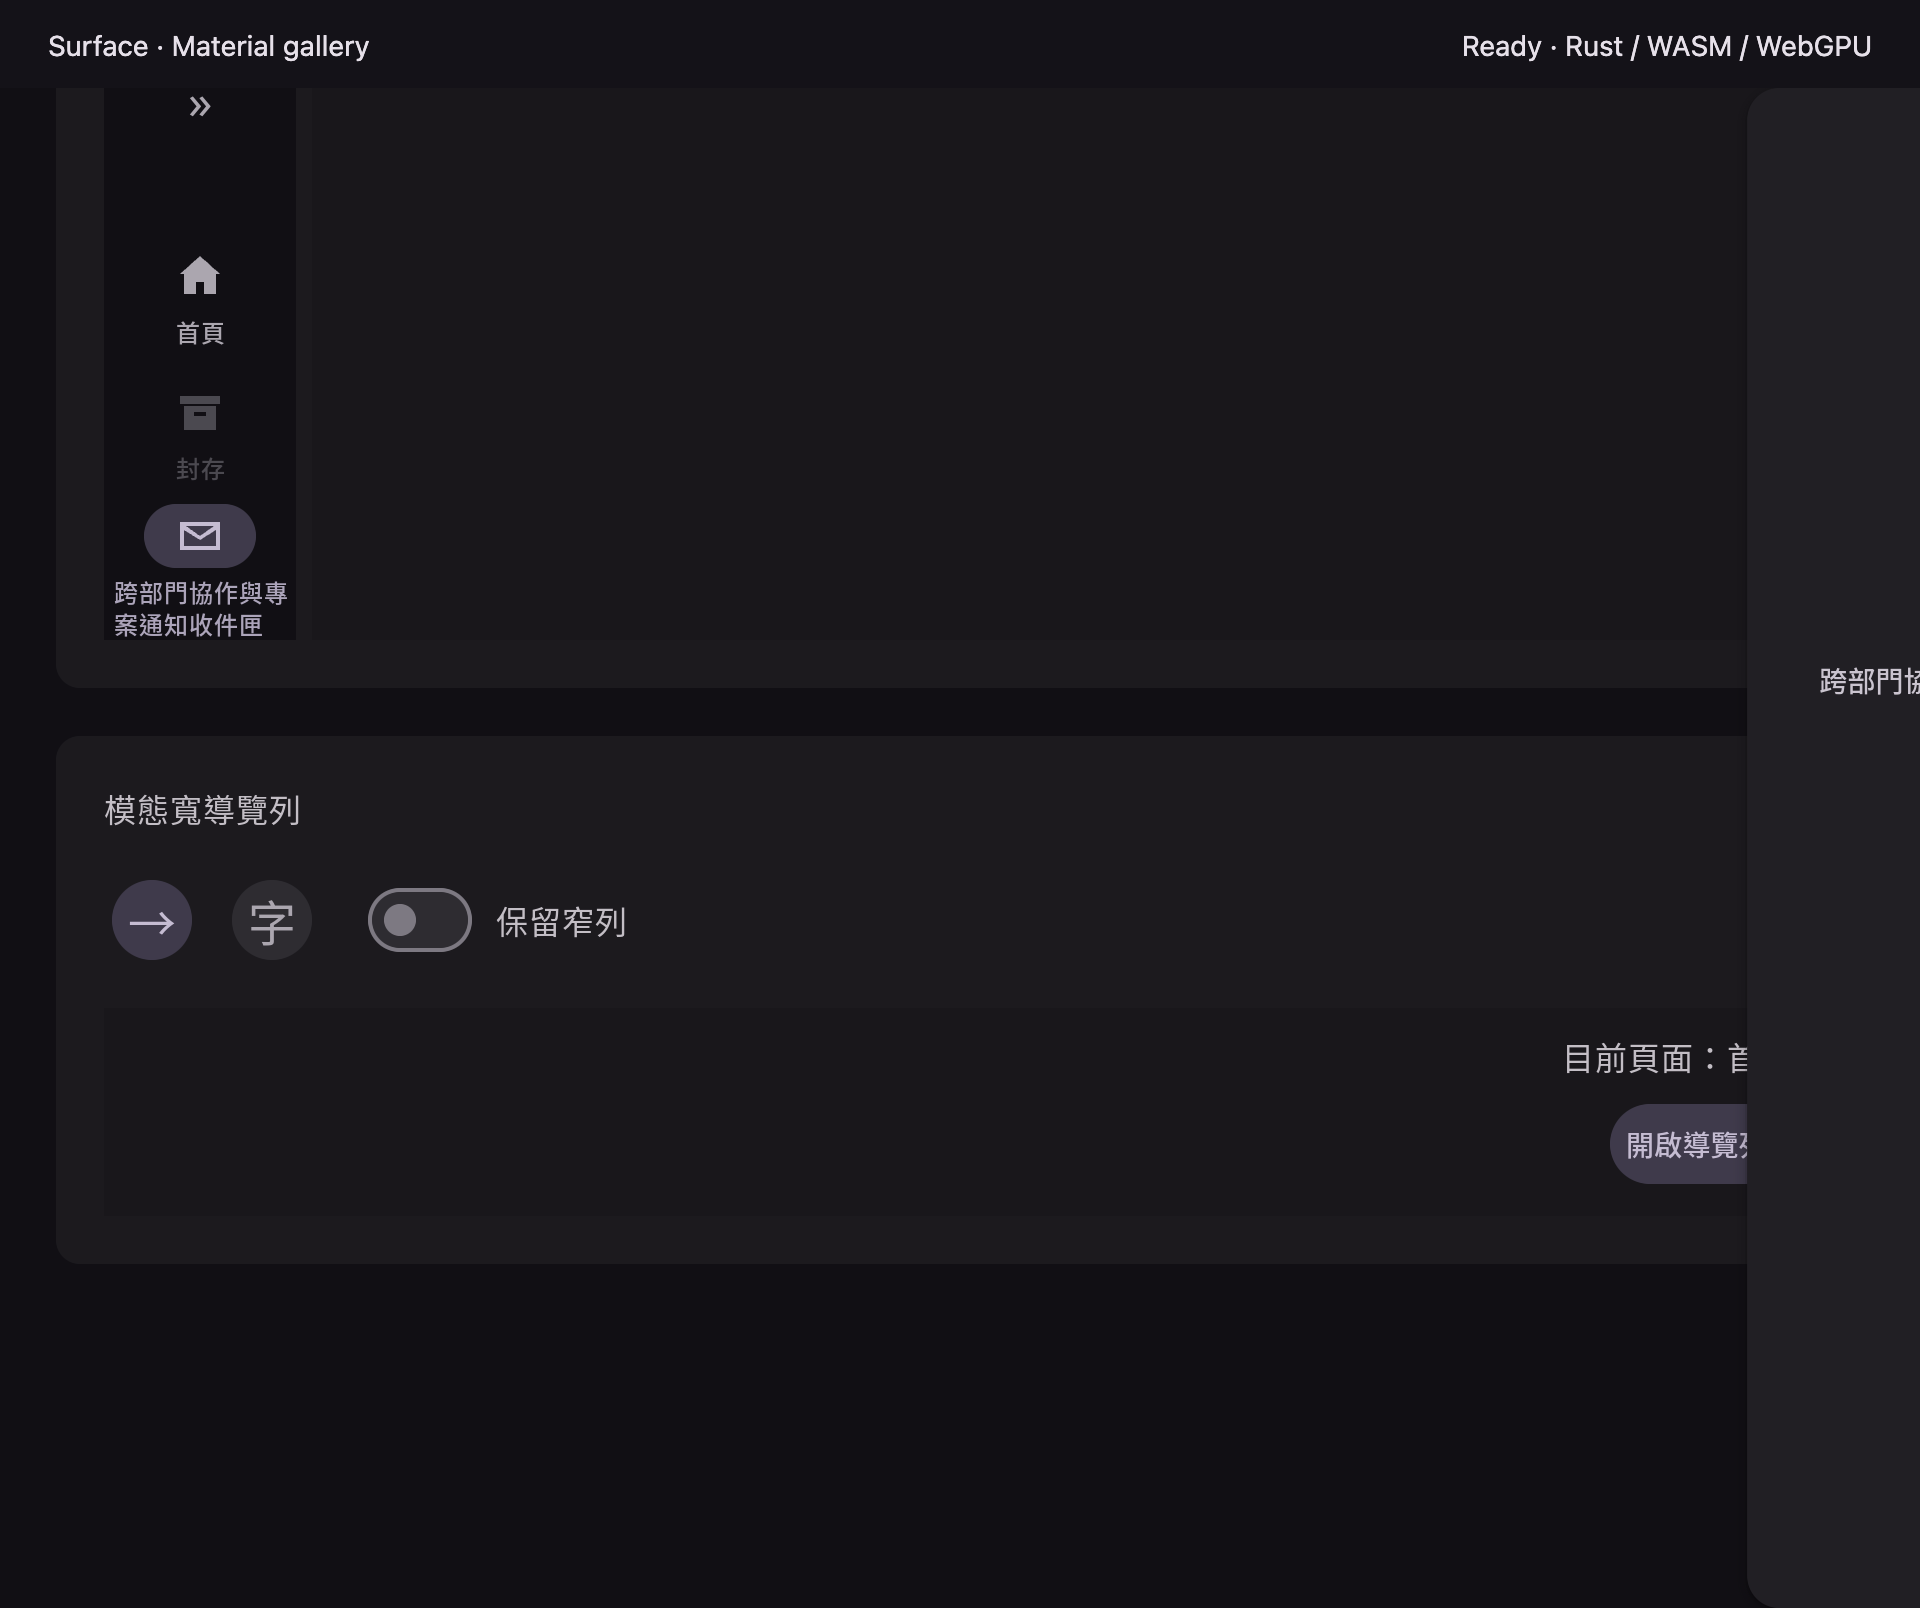 Surface · Material gallery
Ready · Rust / WASM / WebGPU
首頁
封存
跨部門協作與專
案通知收件匣
跨部門
模態寬導覽列
字
保留窄列
目前頁面：
開啟導覽